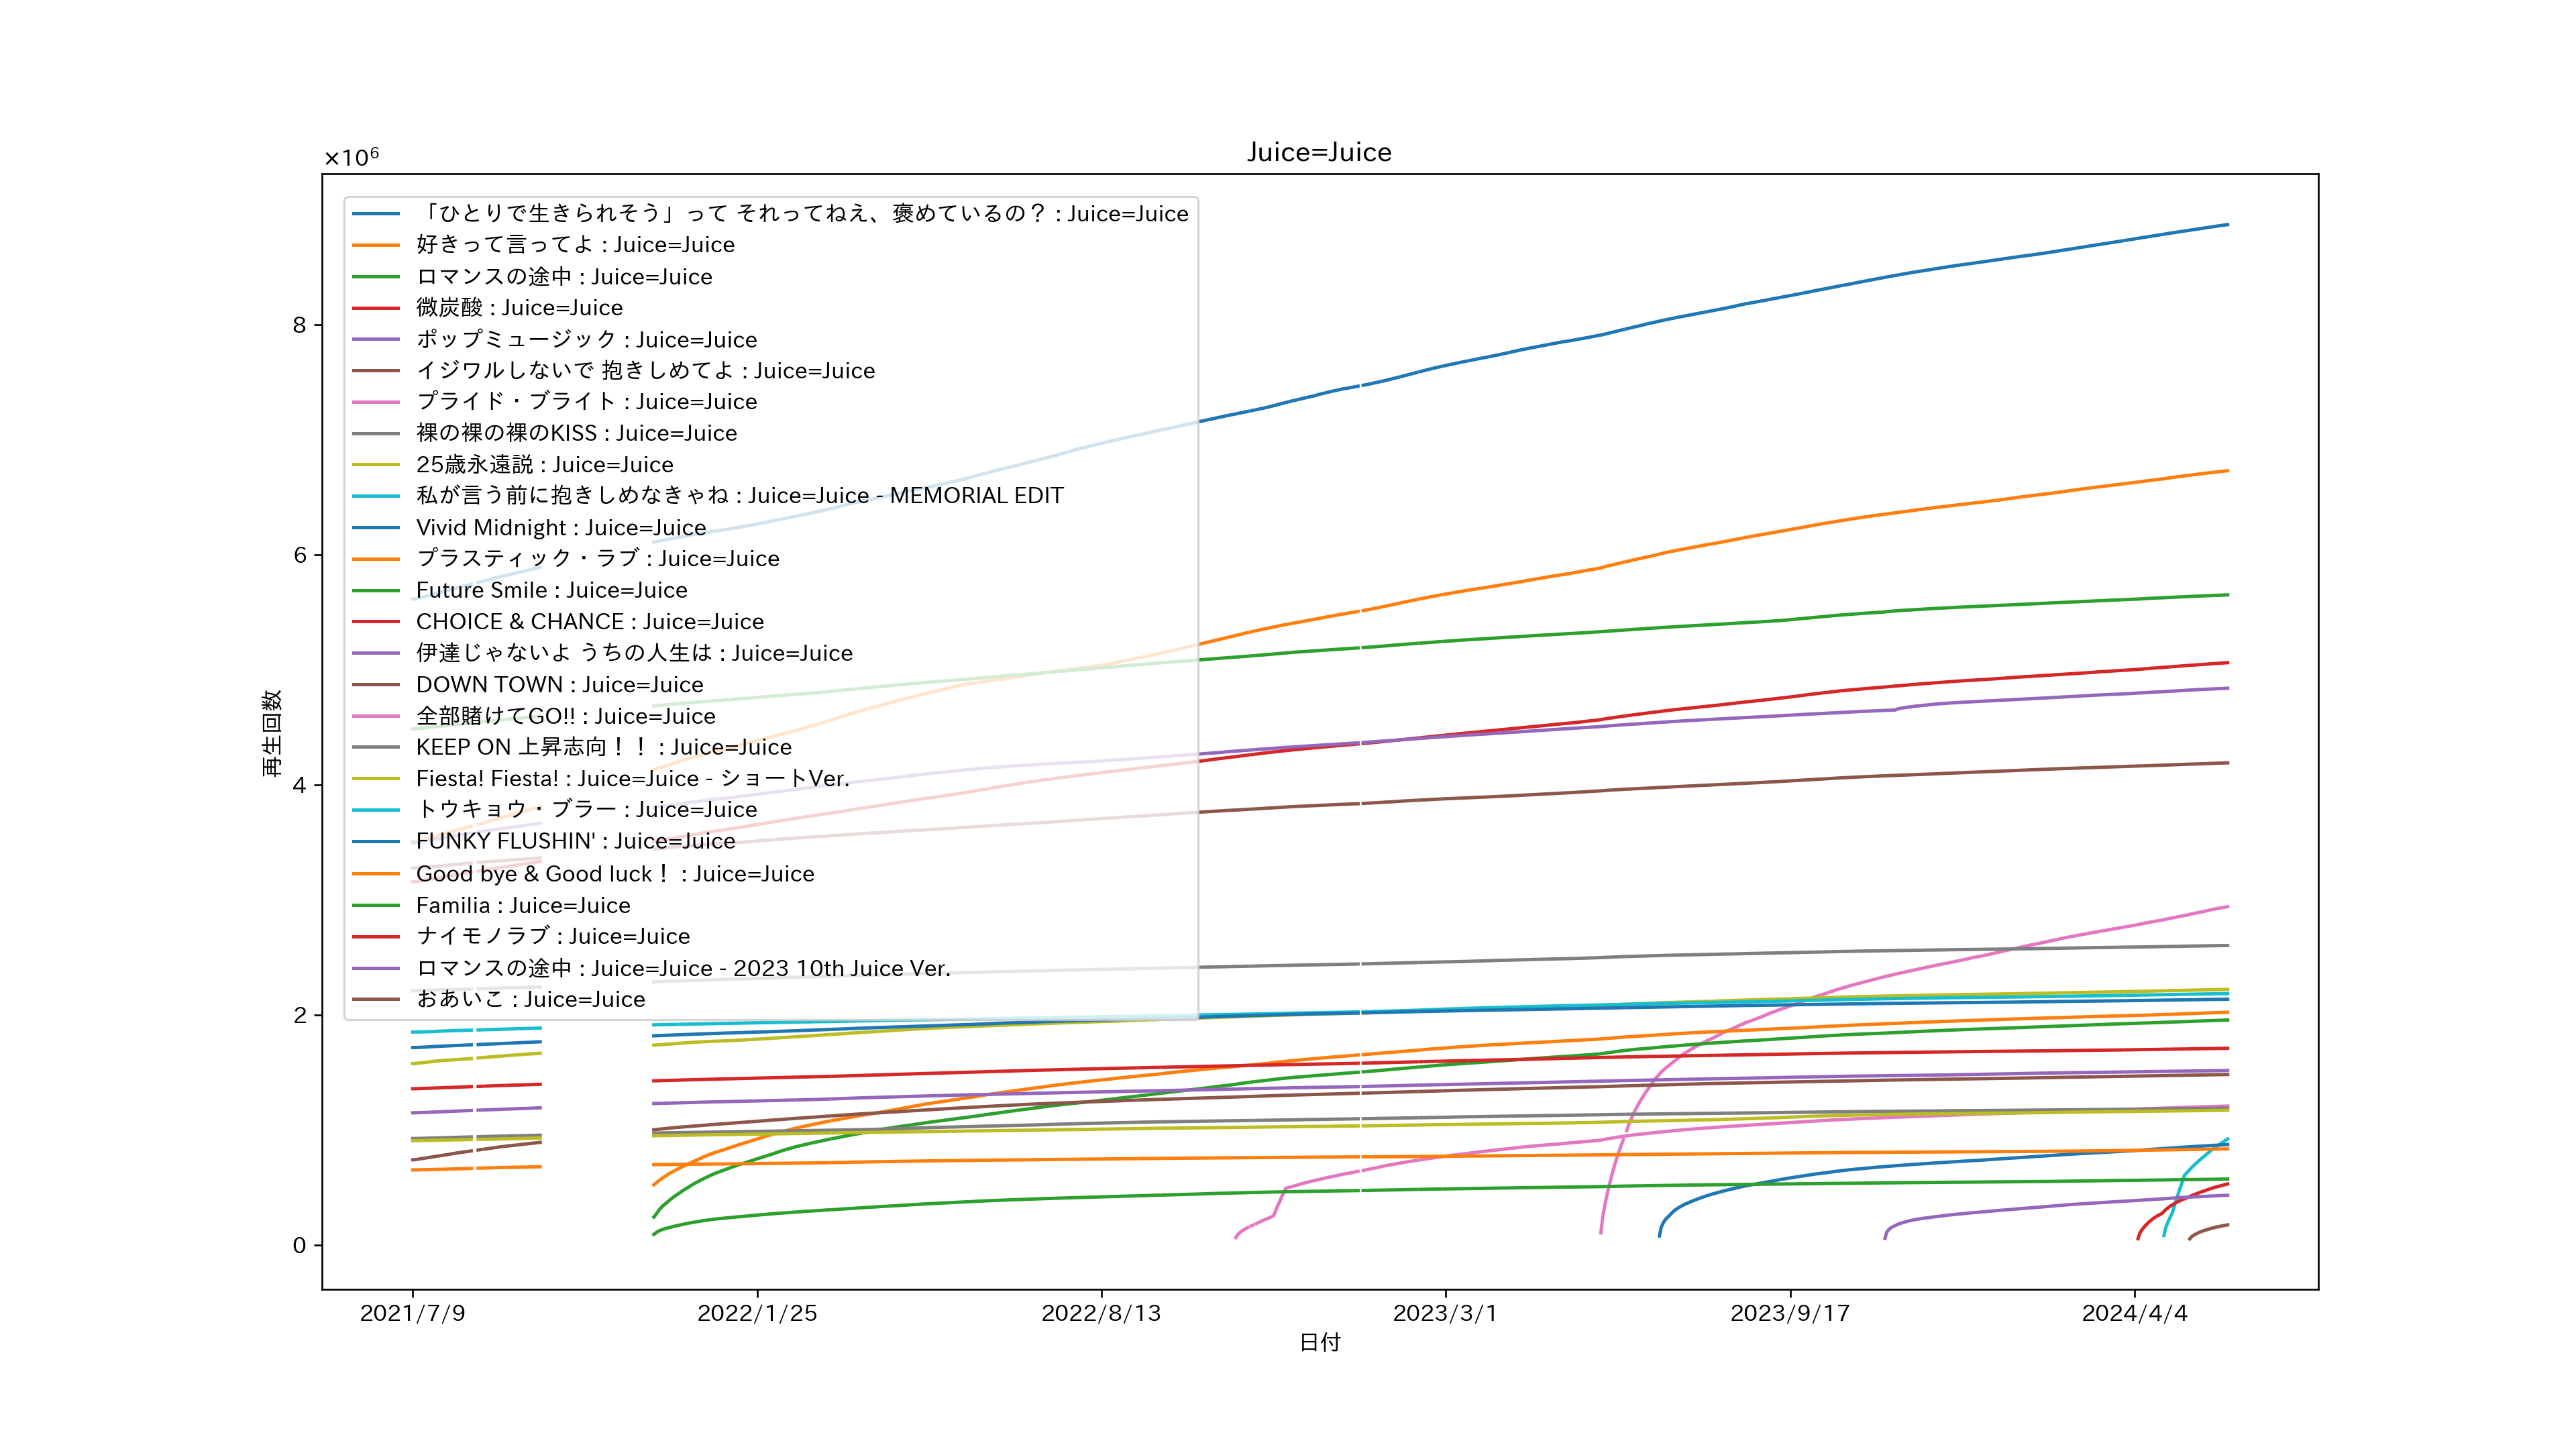 Juice=Juice
×10⁶
「ひとりで生きられそう」って それってねえ、褒めているの？ : Juice=Juice
好きって言ってよ : Juice=Juice
ロマンスの途中 : Juice=Juice
微炭酸 : Juice=Juice
ポップミュージック : Juice=Juice
イジワルしないで 抱きしめてよ : Juice=Juice
プライド・ブライト : Juice=Juice
裸の裸の裸のKISS : Juice=Juice
25歳永遠説 : Juice=Juice
私が言う前に抱きしめなきゃね : Juice=Juice - MEMORIAL EDIT
Vivid Midnight : Juice=Juice
プラスティック・ラブ : Juice=Juice
Future Smile : Juice=Juice
CHOICE & CHANCE : Juice=Juice
伊達じゃないよ うちの人生は : Juice=Juice
DOWN TOWN : Juice=Juice
全部賭けてGO!! : Juice=Juice
KEEP ON 上昇志向！！ : Juice=Juice
Fiesta! Fiesta! : Juice=Juice - ショートVer.
トウキョウ・ブラー : Juice=Juice
FUNKY FLUSHIN' : Juice=Juice
Good bye & Good luck！ : Juice=Juice
Familia : Juice=Juice
ナイモノラブ : Juice=Juice
ロマンスの途中 : Juice=Juice - 2023 10th Juice Ver.
おあいこ : Juice=Juice
8
6
4
2
0
再生回数
2021/7/9
2022/1/25
2022/8/13
2023/3/1
2023/9/17
2024/4/4
日付